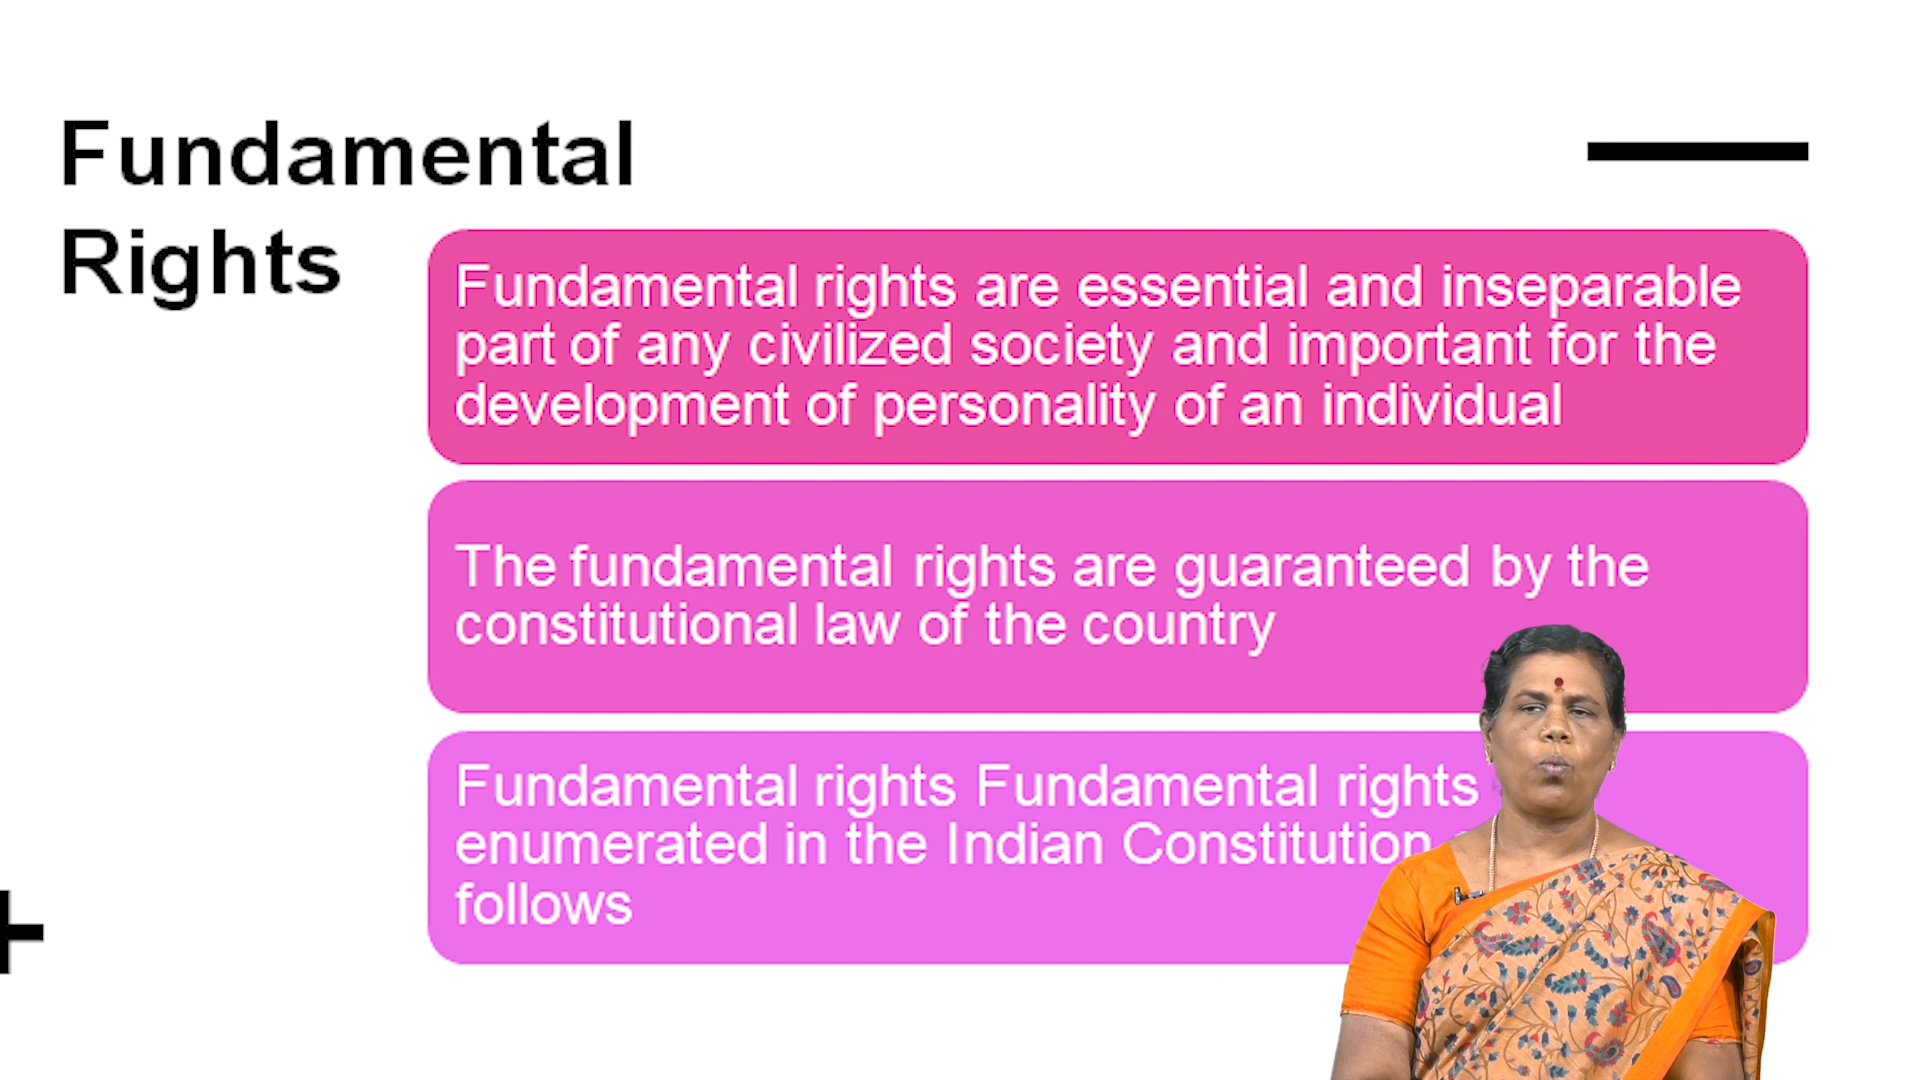 Fundamental
Rights
Fundamental rights are essential and inseparable
part of any civilized society and important for the
development of personality of an individual
The fundamental rights are guaranteed by the
constitutional law of the country
Fundamental rights Fundamental rights
enumerated in the Indian Constitution
follows